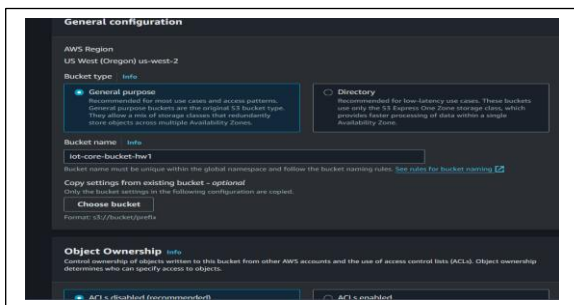 General configuration
AWS Region
US West (Oregon) us-west-2
Bucket type Info
General purpose
Recommended for most use cases and access patterns.
General purpose buckets are the original S3 bucket type.
They allow a mix of storage classes that redundantly
store objects across multiple Availability Zones.
Directory
Recommended for low-latency use cases. These buckets
use only the S3 Express One Zone storage class, which
provides faster processing of data within a single
Availability Zone.
Bucket name Info
iot-core-bucket-hw1
Bucket name must be unique within the global namespace and follow the bucket naming rules. See rules for bucket naming
Copy settings from existing bucket - optional
Only the bucket settings in the following configuration are copied.
Choose bucket
Format: s3://bucket/prefix
Object Ownership Info
Control ownership of objects written to this bucket from other AWS accounts and the use of access control lists (ACLs). Object ownership
determines who can specify access to objects.
ACLs disabled (recommended)
ACLs enabled